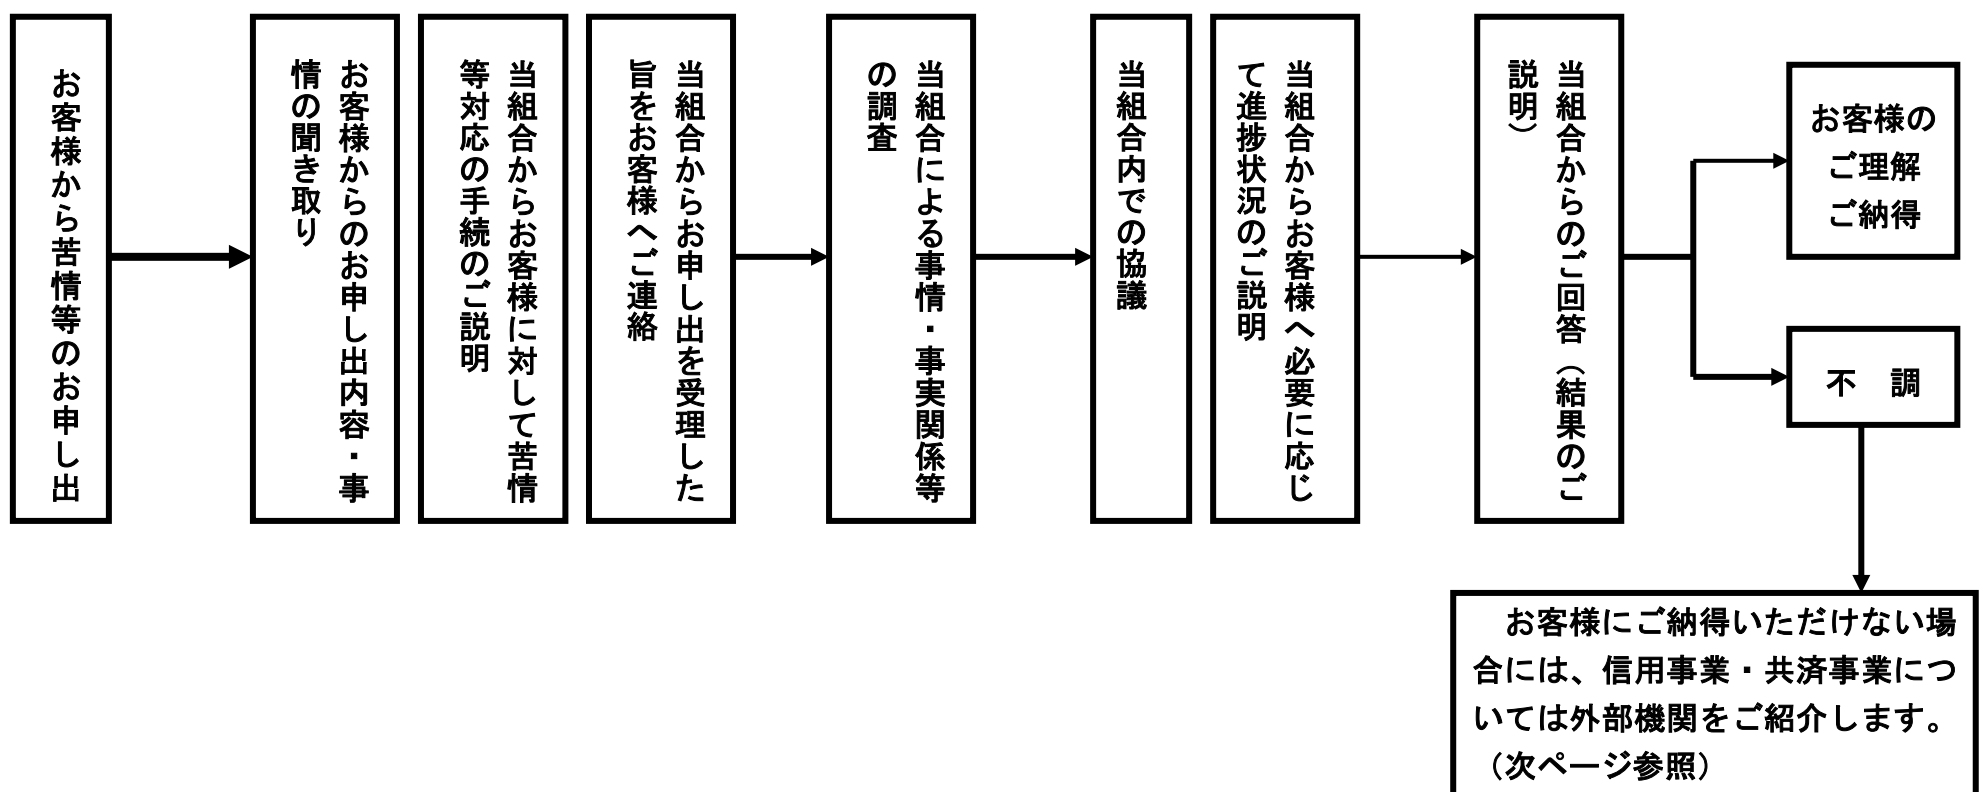 お客様から苦情等のお申し出
お客様からのお申し出内容・事
情の聞き取り
当組合からお客様に対して苦情
等対応の手続のご説明
当組合からお申し出を受理した
旨をお客様へご連絡
当組合による事情・事実関係等
の調査
当組合内での協議
当組合からお客様へ必要に応じ
て進捗状況のご説明
当組合からのご回答（結果のご
説明）
お客様の
ご理解
ご納得
不　調
お客様にご納得いただけない場
合には、信用事業・共済事業につ
いては外部機関をご紹介します。
（次ページ参照）